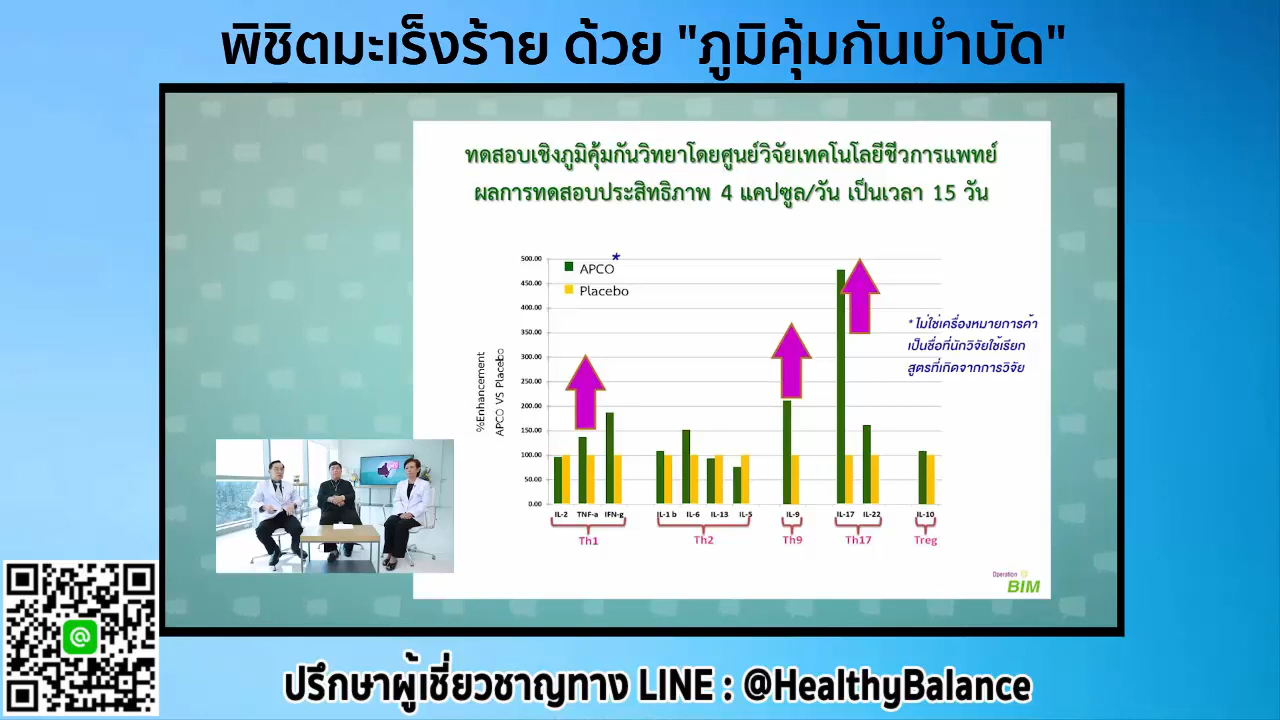 พิชิตมะเร็งร้าย ด้วย "ภูมิคุ้มกันบำบัด"
ทดสอบเชิงภูมิคุ้มกันวิทยาโดยศูนย์วิจัยเทคโนโลยีชีวการแพทย์
ผลการทดสอบประสิทธิภาพ 4 แคปซูล/วัน เป็นเวลา 15 วัน
%Enhancement
APCO VS Placebo
500.00
450.00
400.00
350.00
300.00
250.00
200.00
150.00
100.00
50.00
0.00
APCO *
Placebo
* ไม่ใช่เครื่องหมายการค้า
เป็นชื่อที่นักวิจัยใช้เรียก
สูตรที่เกิดจากการวิจัย
IL-2 TNF-a IFN-g IL-1 b IL-6 IL-13 IL-5 IL-9 IL-17 IL-22 IL-10
Th1 Th2 Th9 Th17 Treg
Operation
BIM
ปรึกษาผู้เชี่ยวชาญทาง LINE : @HealthyBalance